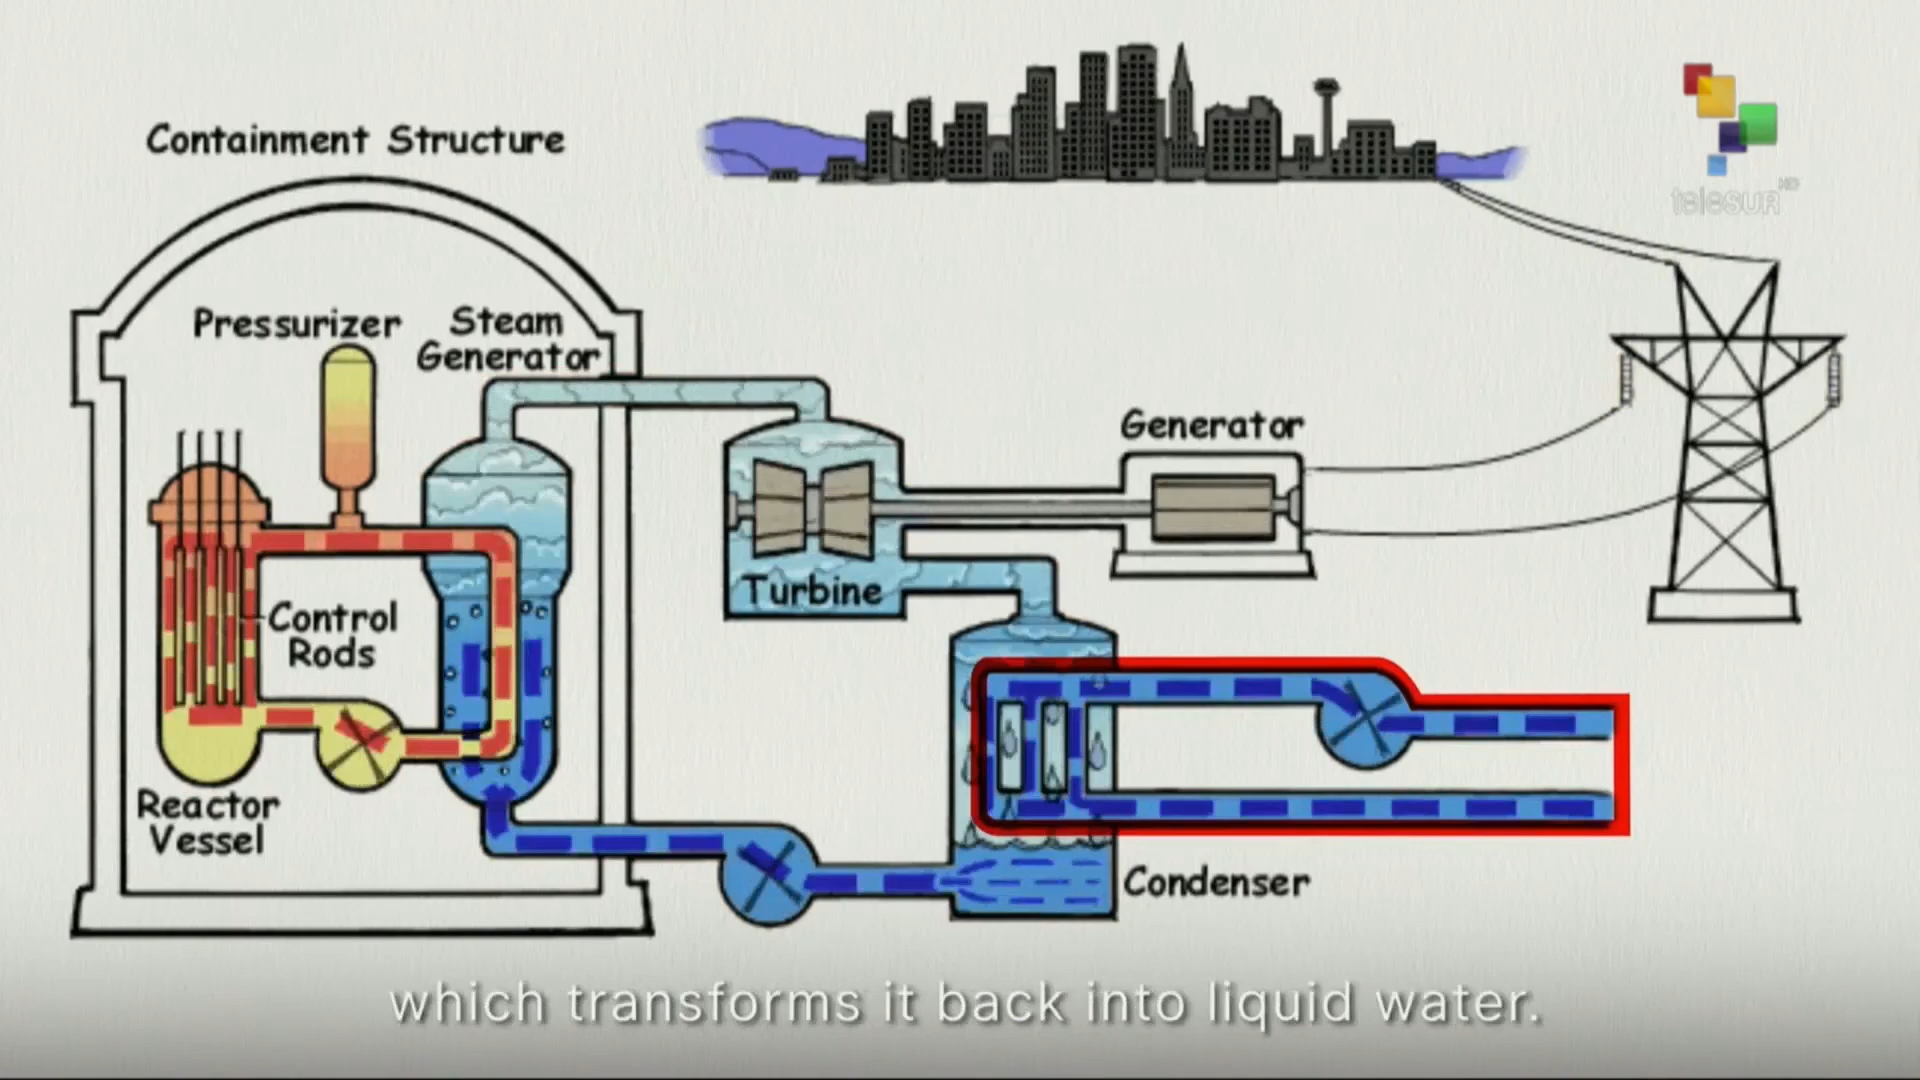 Containment Structure
teleSUR HD
Pressurizer
Steam
Generator
Generator
Turbine
Control
Rods
Reactor
Vessel
Condenser
which transforms it back into liquid water.